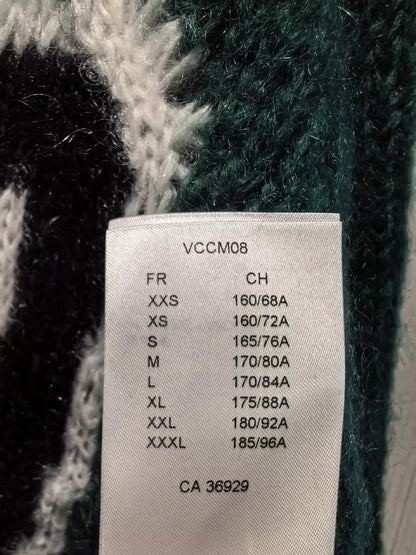 VCCM08
FR CH
XXS 160/68A
XS 160/72A
S 165/76A
M 170/80A
L 170/84A
XL 175/88A
XXL 180/92A
XXXL 185/96A
CA 36929